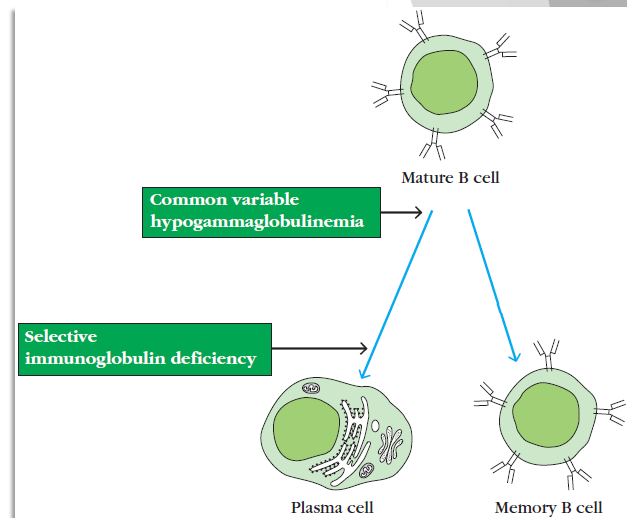 Mature B cell
Common variable
hypogammaglobulinemia
Selective
immunoglobulin deficiency
Plasma cell
Memory B cell